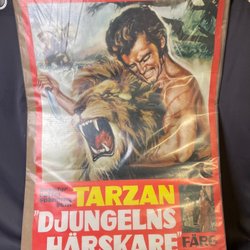 TARZAN
"DJUNGELNS
HÄRSKARE"
FÄRG